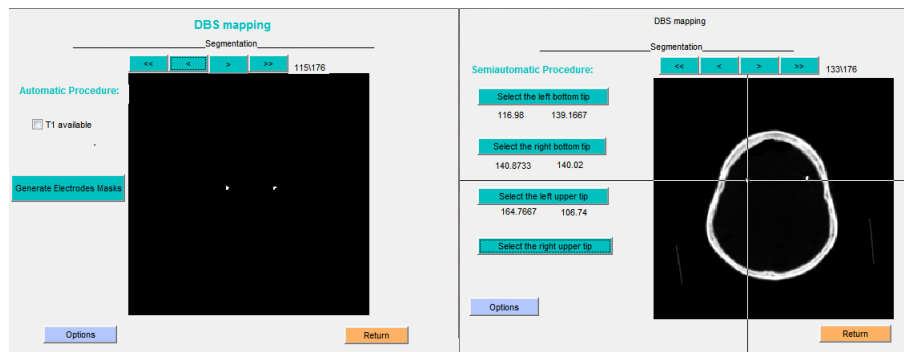 DBS mapping
Segmentation
<< < > >> 115\176
Automatic Procedure:
T1 available
Generate Electrodes Masks
Options Return
DBS mapping
Segmentation
Semiautomatic Procedure: << < > >> 133\176
Select the left bottom tip
116.98 139.1667
Select the right bottom tip
140.8733 140.02
Select the left upper tip
164.7667 106.74
Select the right upper tip
Options
Return